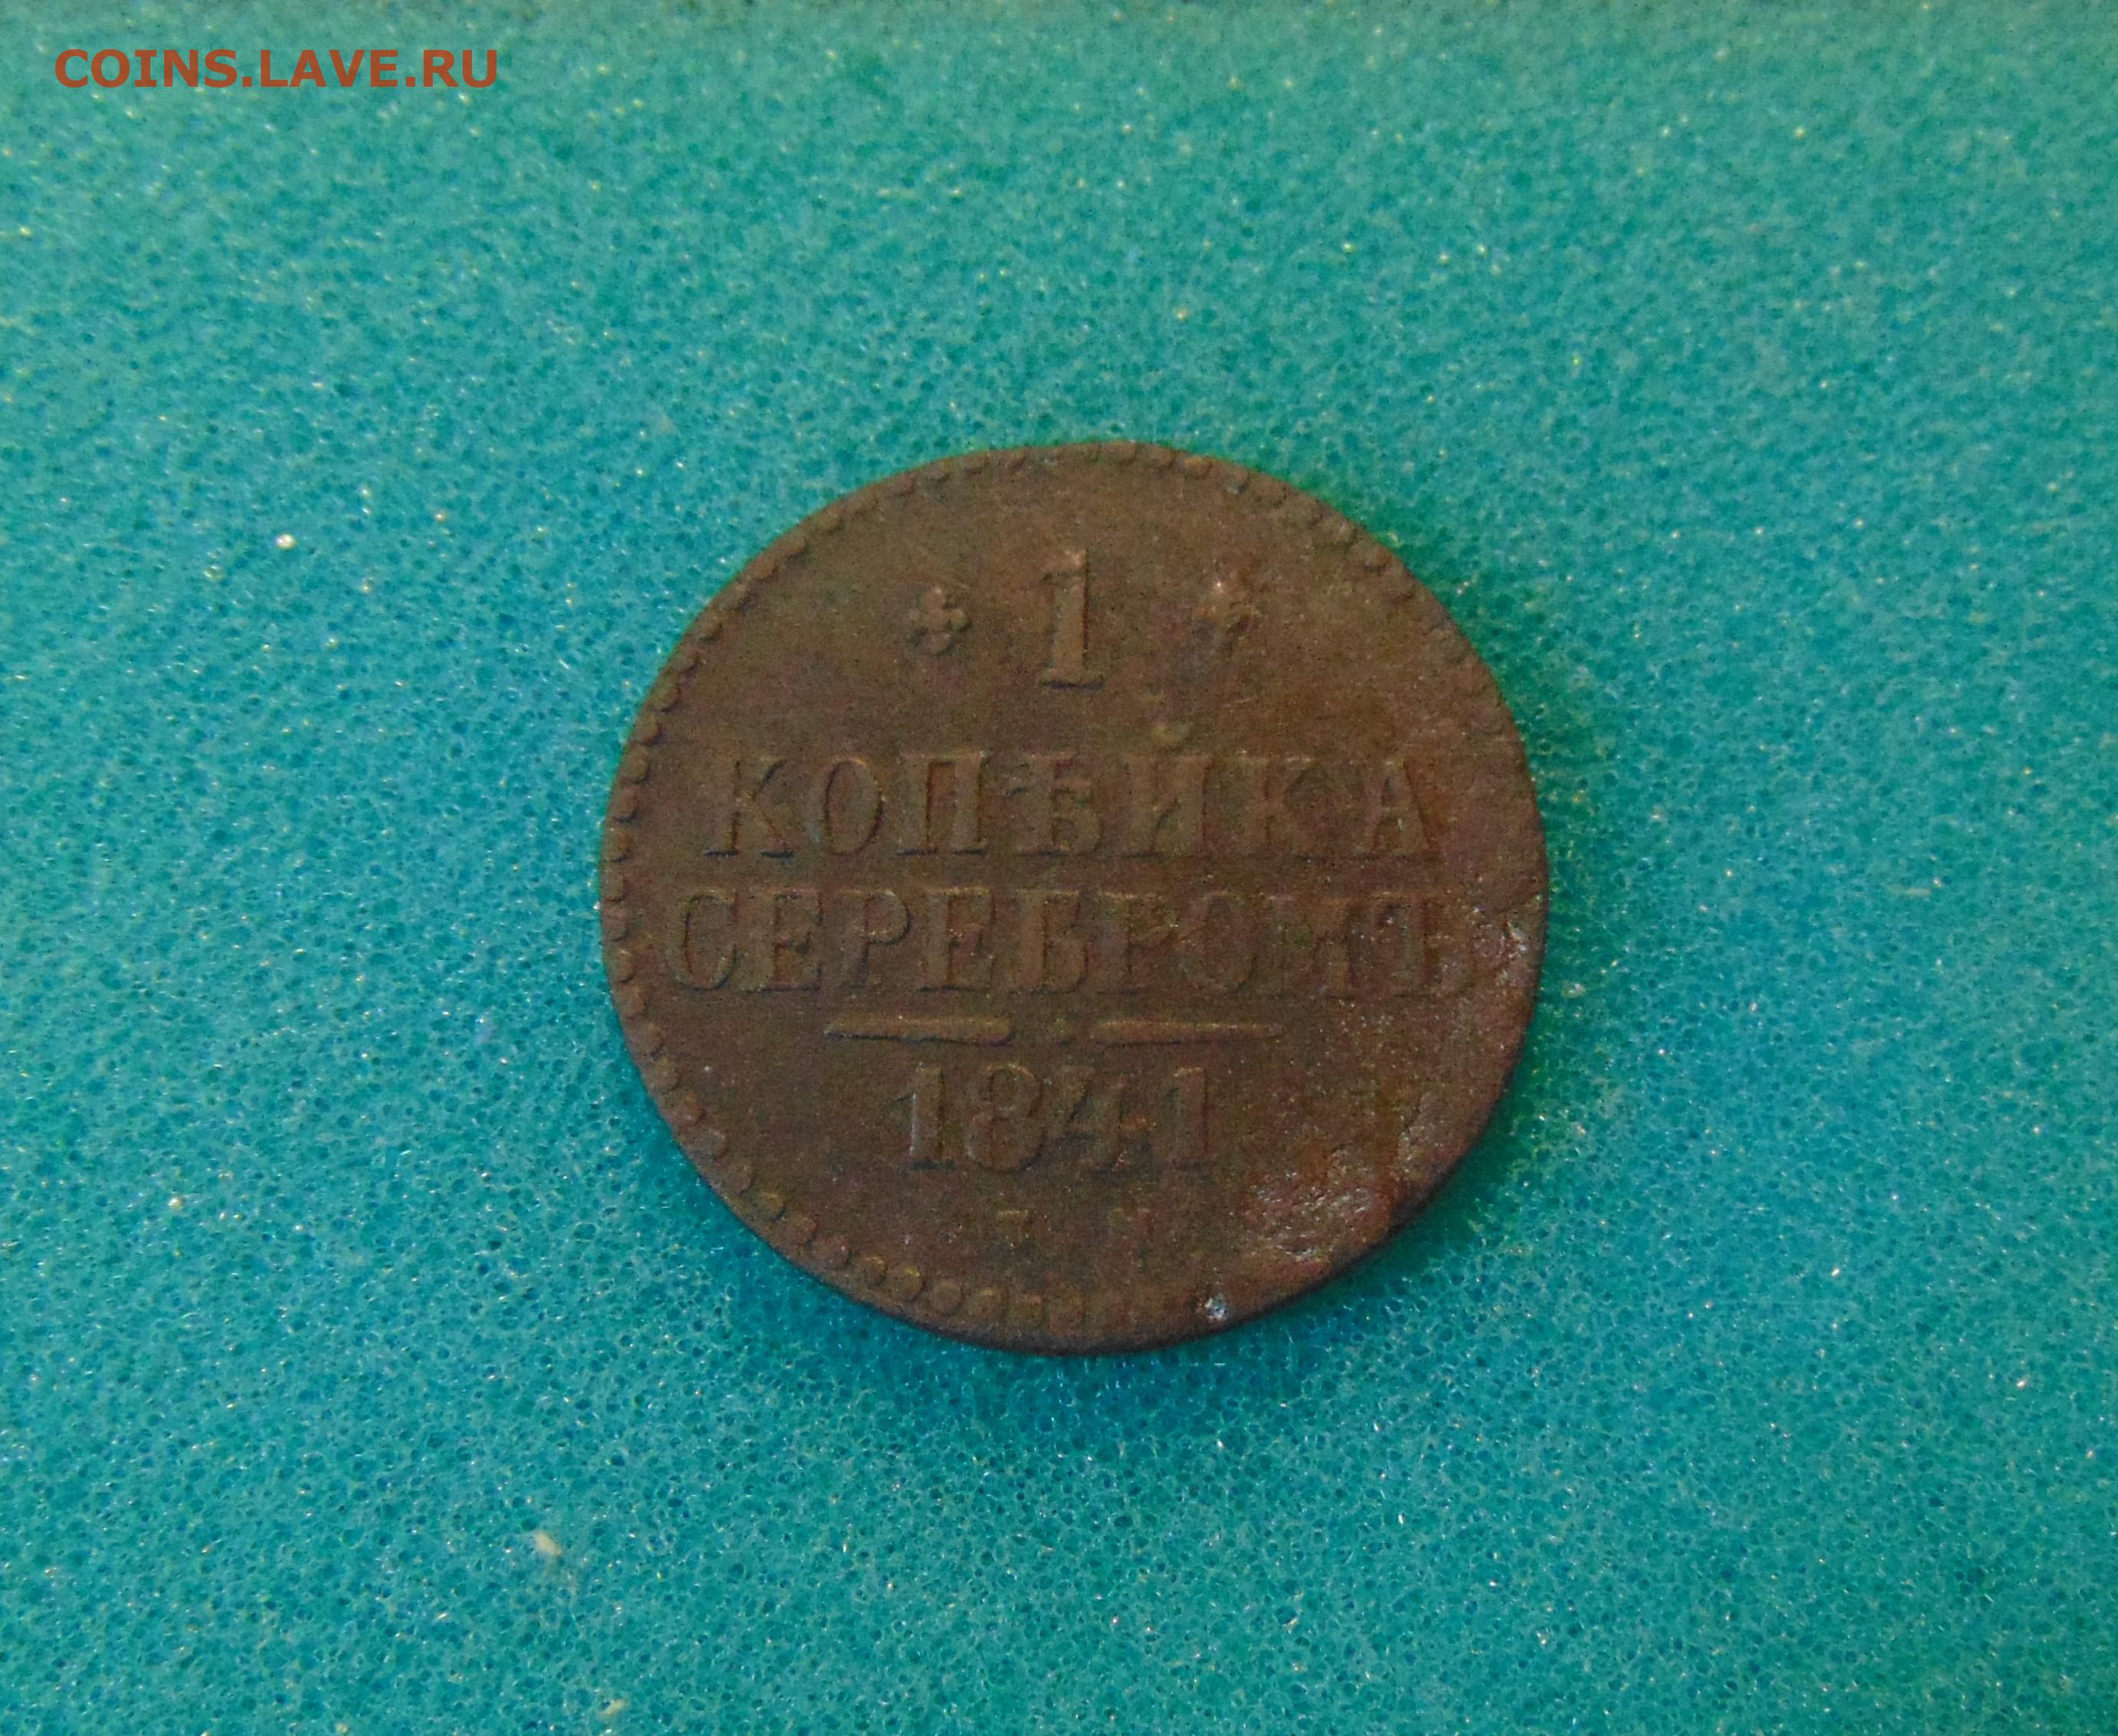 COINS.LAVE.RU
1
КОПѢЙКА
СЕРЕБРОМЪ
1841